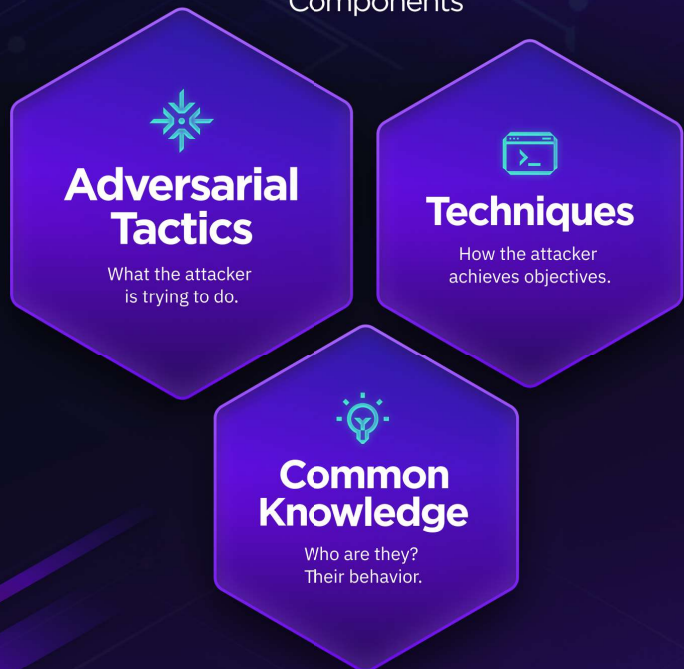 Components
Adversarial
Tactics
What the attacker
is trying to do.
Techniques
How the attacker
achieves objectives.
Common
Knowledge
Who are they?
Their behavior.